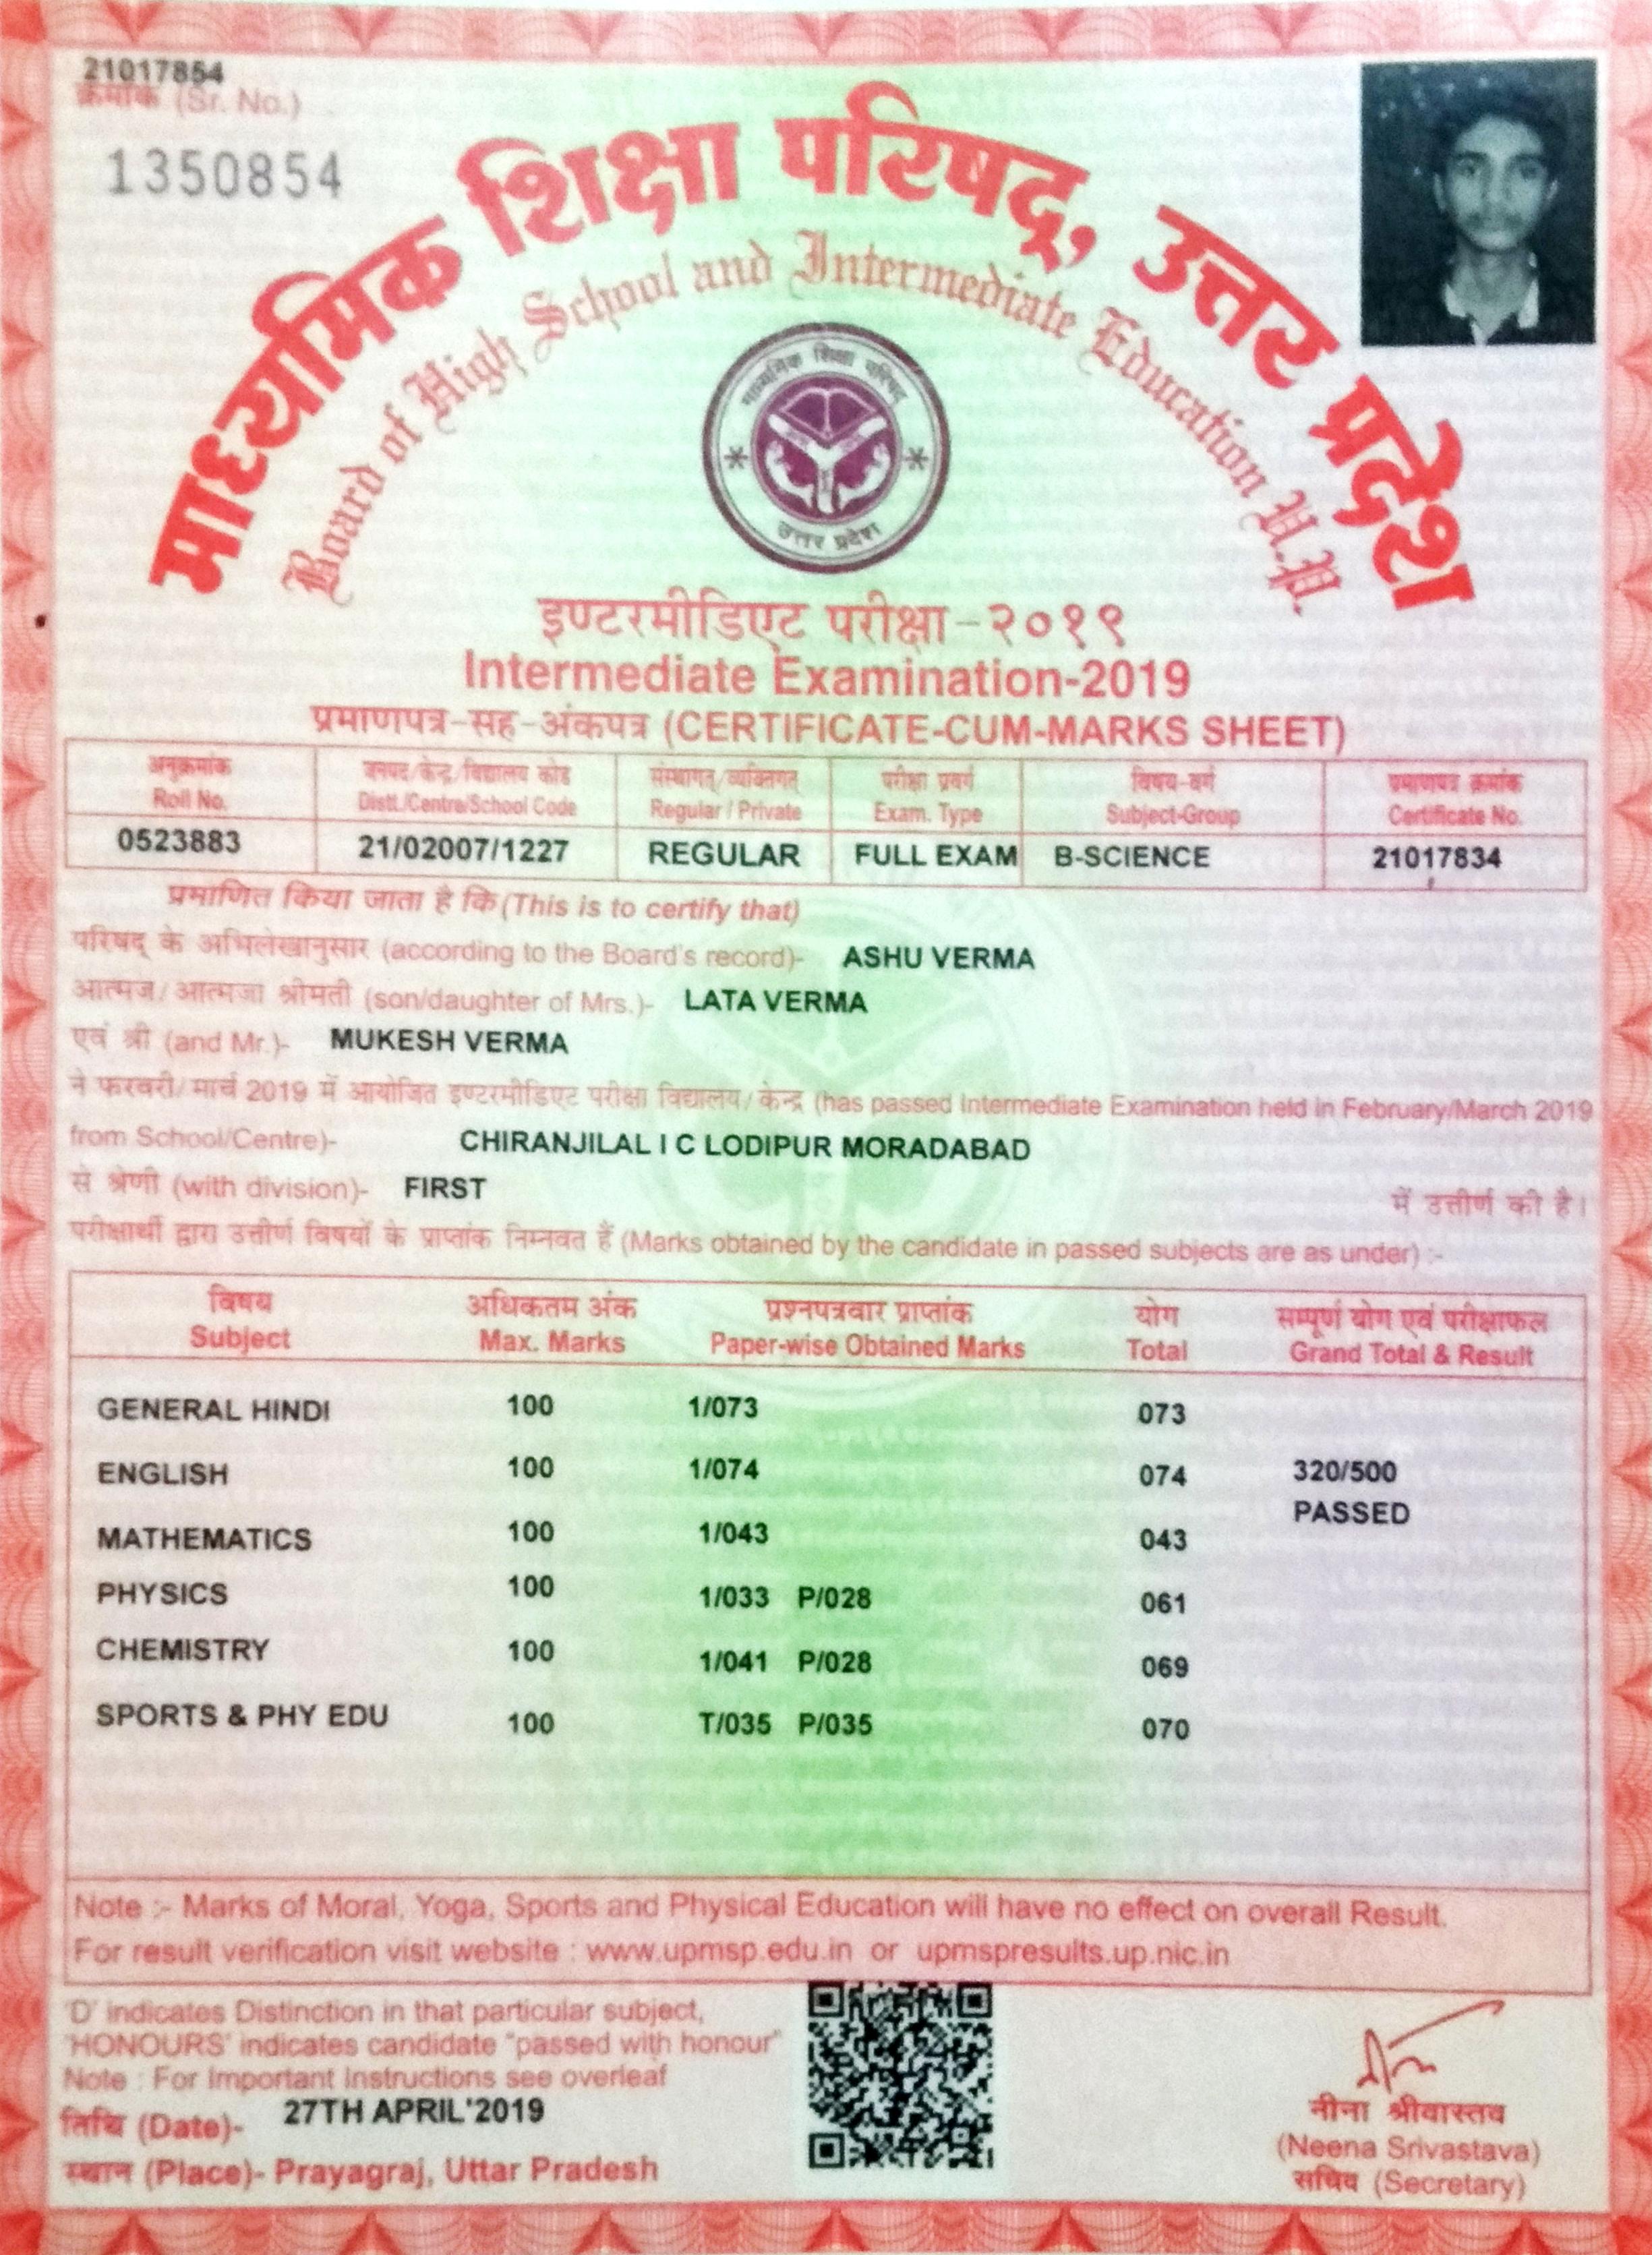 21017854
क्रमांक (Sr. No.)
1350854
माध्यमिक शिक्षा परिषद्, उत्तर प्रदेश
Board of High School and Intermediate Education U.P.
माध्यमिक शिक्षा परिषद्
उत्तर प्रदेश
इण्टरमीडिएट परीक्षा-२०१९
Intermediate Examination-2019
प्रमाणपत्र-सह-अंकपत्र (CERTIFICATE-CUM-MARKS SHEET)
अनुक्रमांक जनपद/केन्द्र/विद्यालय कोड संस्थागत्/व्यक्तिगत परीक्षा प्रवर्ग विषय-वर्ग प्रमाणपत्र क्रमांक
Roll No. Distt./Centre/School Code Regular / Private Exam. Type Subject-Group Certificate No.
0523883 21/02007/1227 REGULAR FULL EXAM B-SCIENCE 21017834
प्रमाणित किया जाता है कि (This is to certify that)
परिषद् के अभिलेखानुसार (according to the Board's record)- ASHU VERMA
आत्मज/आत्मजा श्रीमती (son/daughter of Mrs.)- LATA VERMA
एवं श्री (and Mr.)- MUKESH VERMA
ने फरवरी/मार्च 2019 में आयोजित इण्टरमीडिएट परीक्षा विद्यालय/केन्द्र (has passed Intermediate Examination held in February/March 2019
from School/Centre)- CHIRANJILAL I C LODIPUR MORADABAD
से श्रेणी (with division)- FIRST में उत्तीर्ण की है।
परीक्षार्थी द्वारा उत्तीर्ण विषयों के प्राप्तांक निम्नवत हैं (Marks obtained by the candidate in passed subjects are as under) :-
विषय अधिकतम अंक प्रश्नपत्रवार प्राप्तांक योग सम्पूर्ण योग एवं परीक्षाफल
Subject Max. Marks Paper-wise Obtained Marks Total Grand Total & Result
GENERAL HINDI 100 1/073 073
ENGLISH 100 1/074 074 320/500
PASSED
MATHEMATICS 100 1/043 043
PHYSICS 100 1/033 P/028 061
CHEMISTRY 100 1/041 P/028 069
SPORTS & PHY EDU 100 T/035 P/035 070
Note :- Marks of Moral, Yoga, Sports and Physical Education will have no effect on overall Result.
For result verification visit website : www.upmsp.edu.in or upmspresults.up.nic.in
'D' indicates Distinction in that particular subject,
'HONOURS' indicates candidate "passed with honour"
Note : For Important Instructions see overleaf
तिथि (Date)- 27TH APRIL'2019
स्थान (Place)- Prayagraj, Uttar Pradesh
नीना श्रीवास्तव
(Neena Srivastava)
सचिव (Secretary)